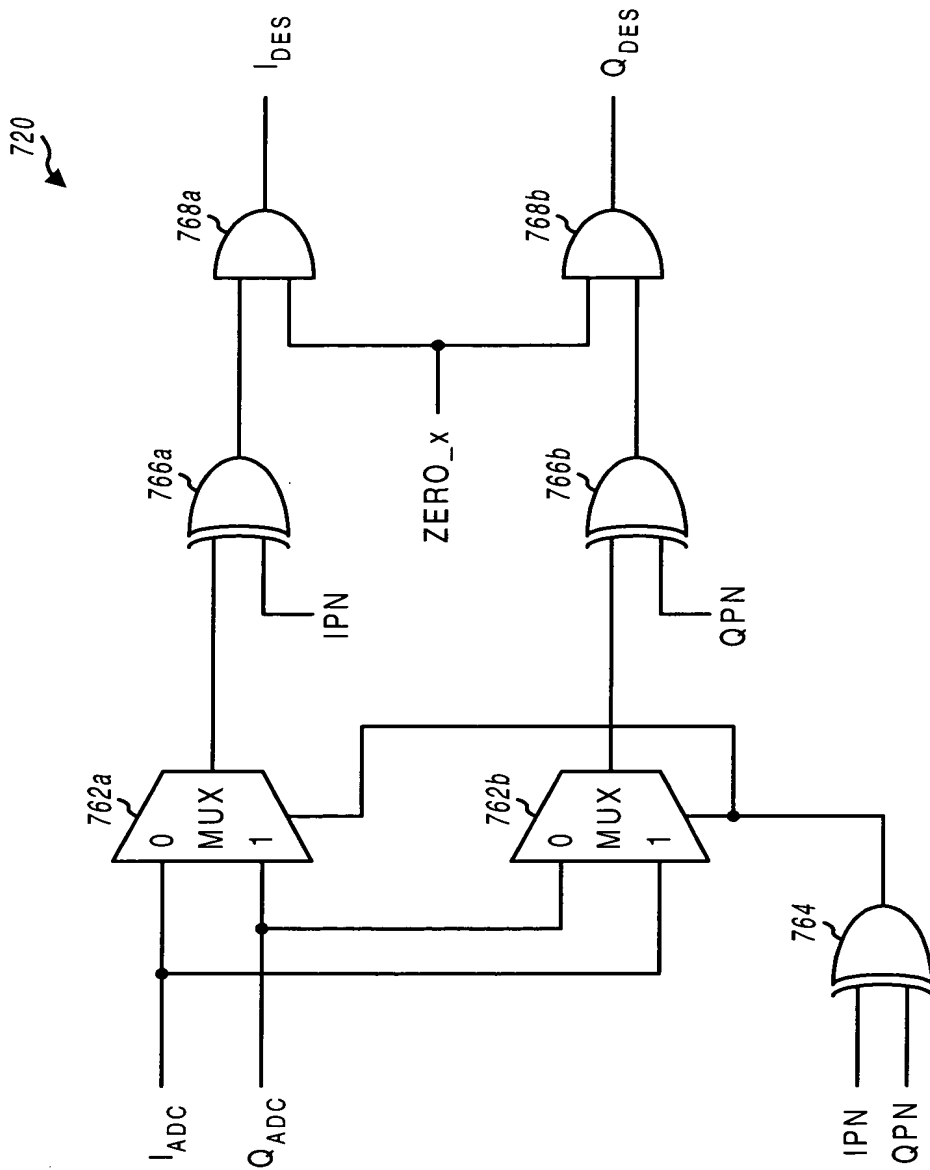 720
I_DES
768a
766a
762a
0
MUX
1
I_ADC
Q_ADC
IPN
ZERO_X
Q_DES
768b
766b
QPN
762b
0
MUX
1
764
IPN
QPN